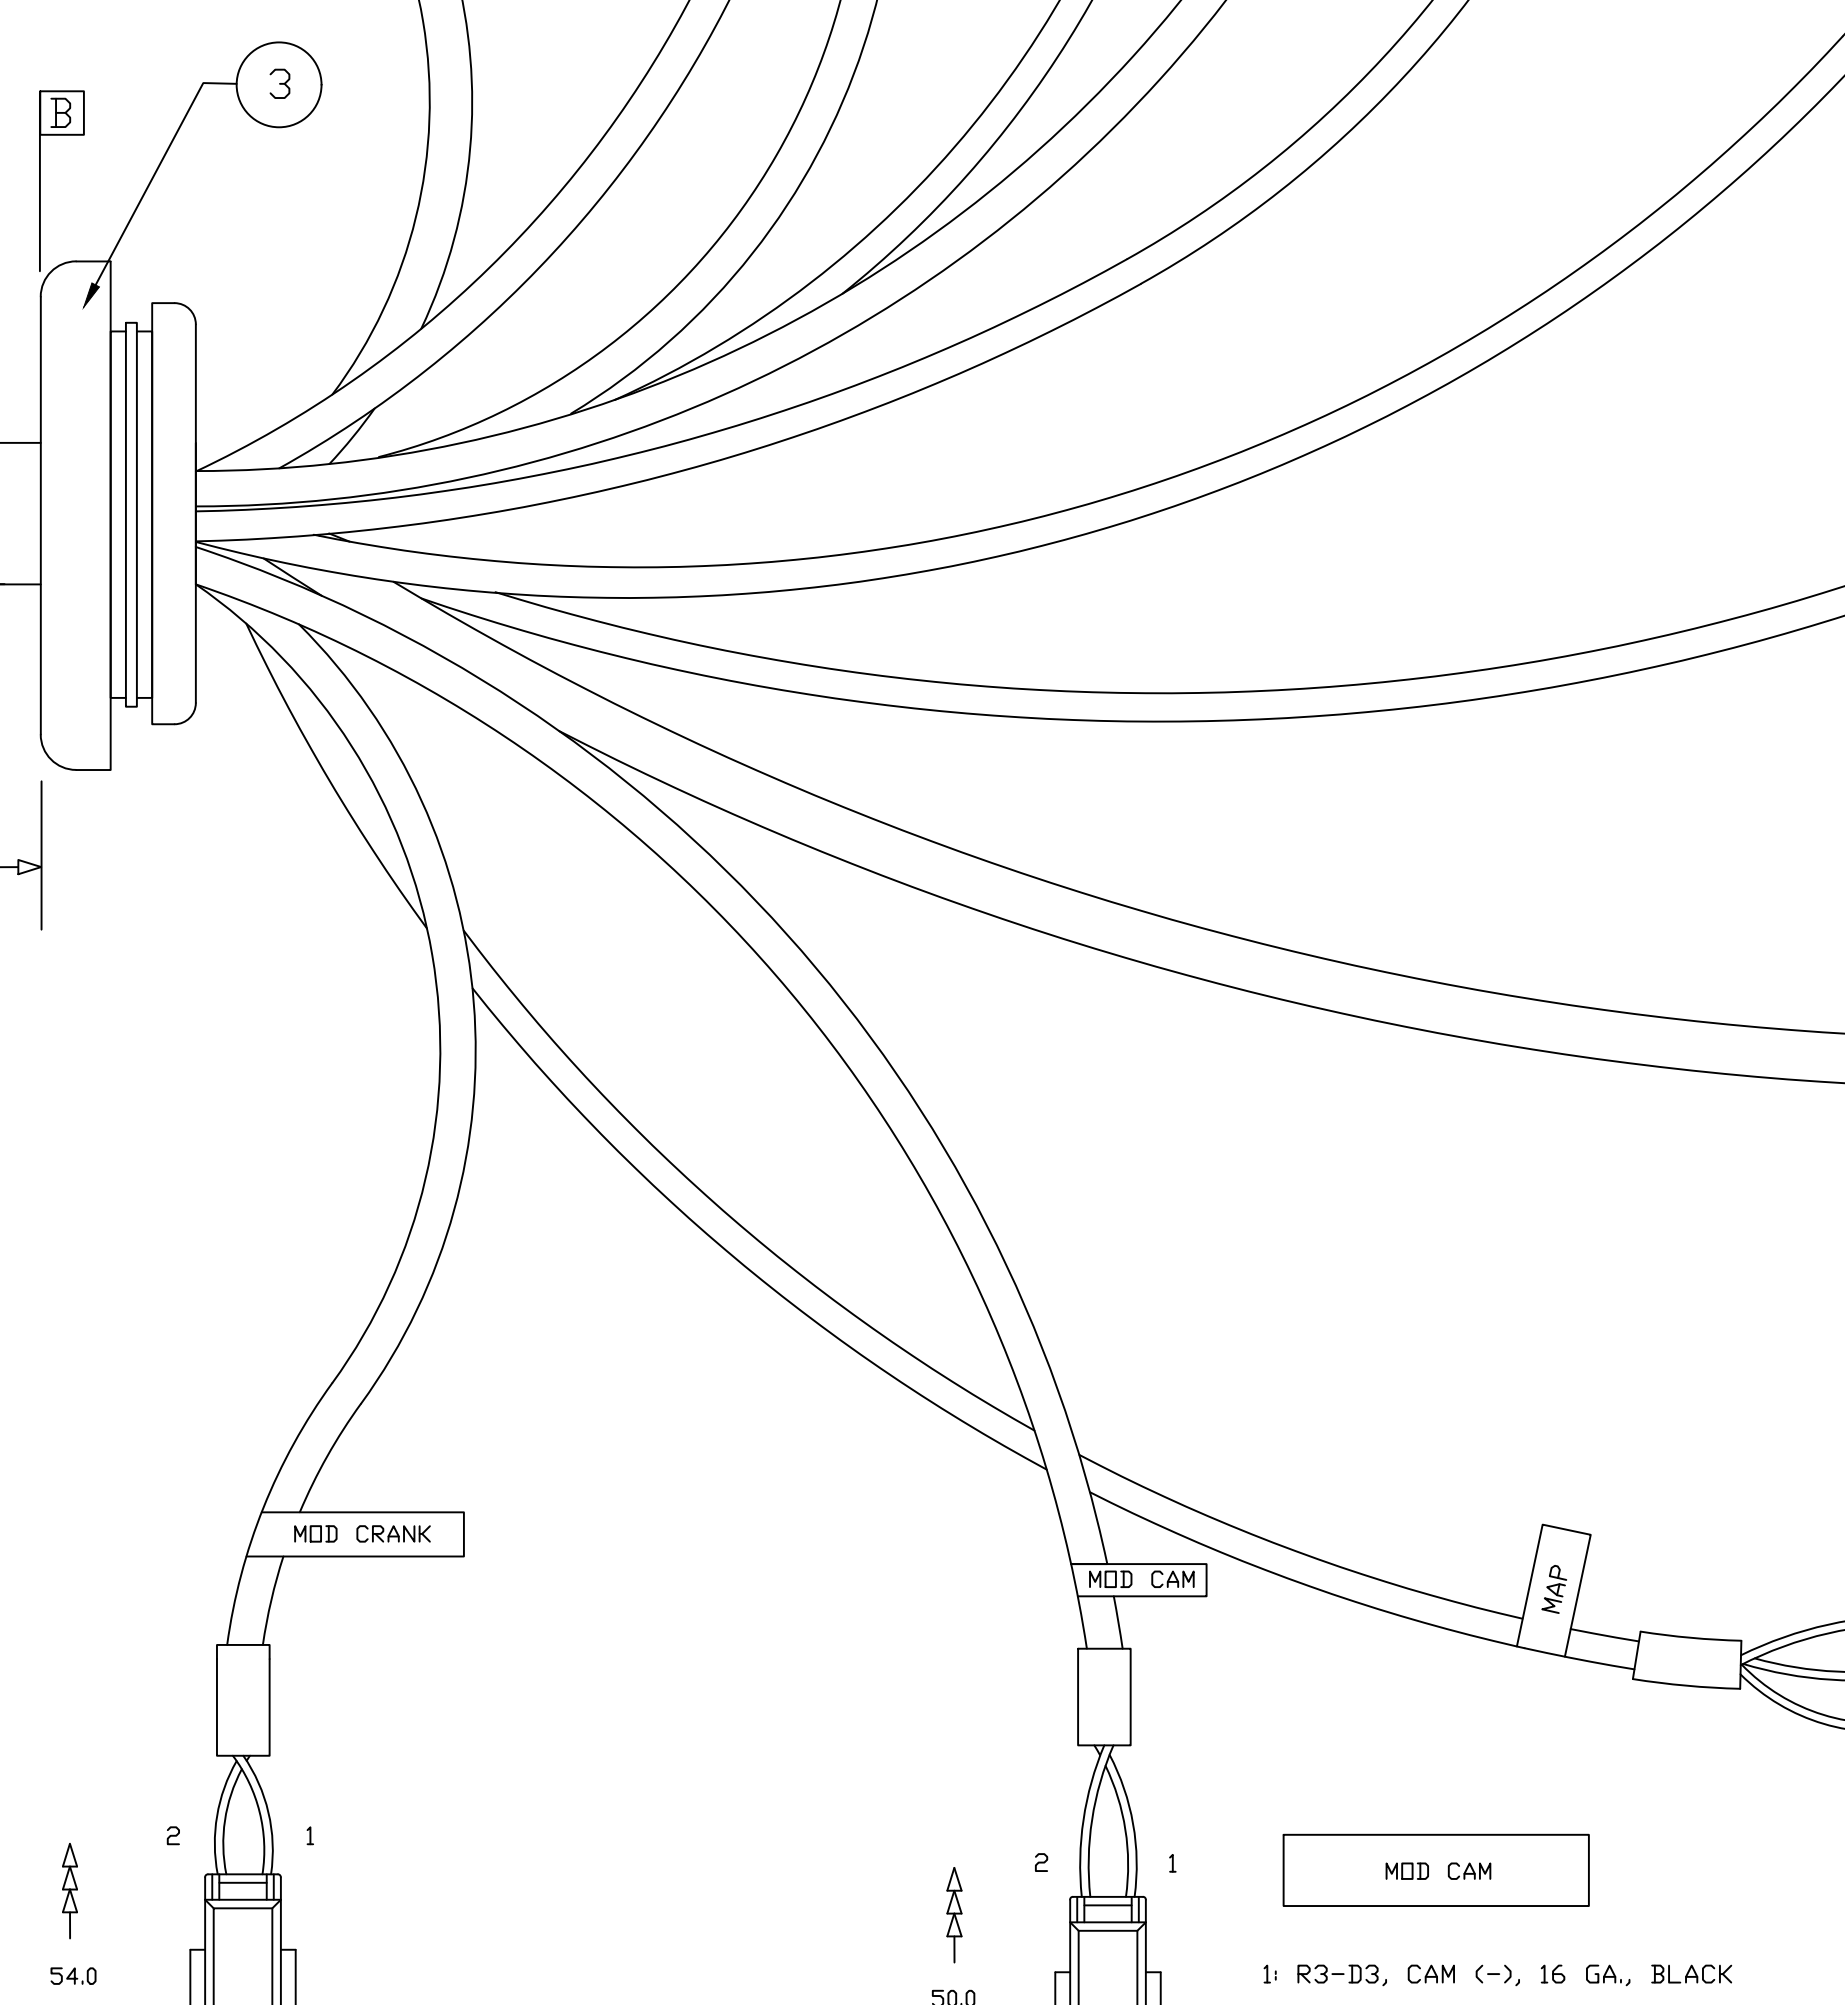 3
B
MOD CRANK
MOD CAM
MAP
2 1
2 1
MOD CAM
54.0
50.0
1: R3-D3, CAM (-), 16 GA., BLACK